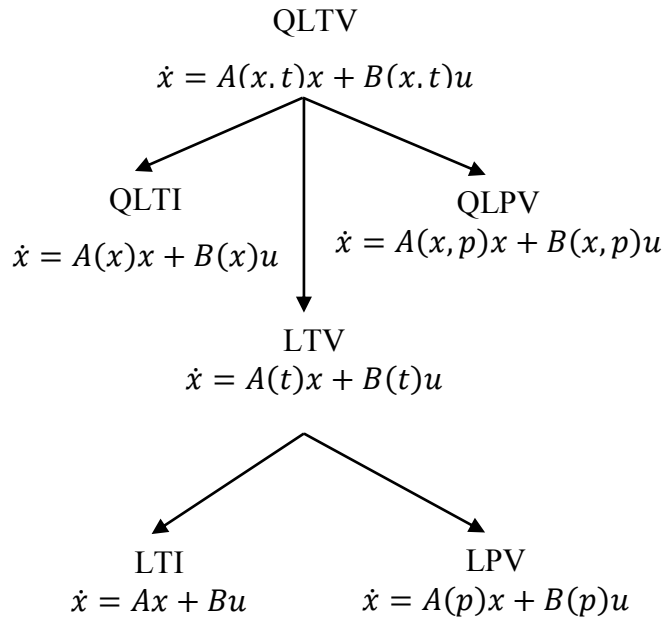 QLTV
ẋ = A(x,t)x + B(x,t)u
QLTI
ẋ = A(x)x + B(x)u
QLPV
ẋ = A(x,p)x + B(x,p)u
LTV
ẋ = A(t)x + B(t)u
LTI
ẋ = Ax + Bu
LPV
ẋ = A(p)x + B(p)u